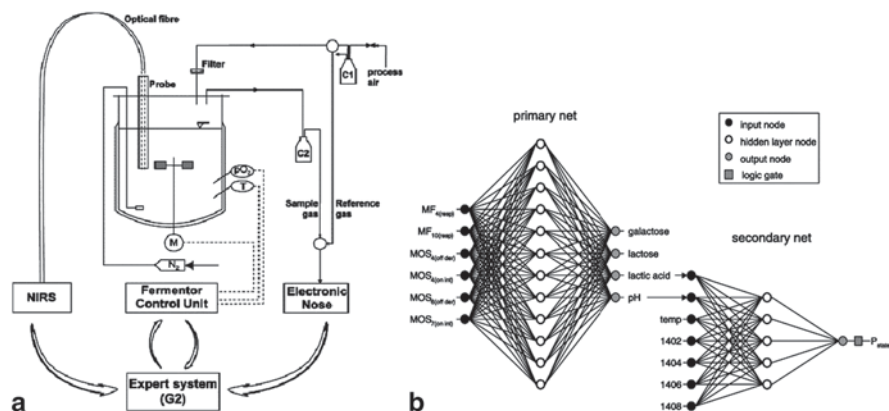 Optical fibre
Filter
Probe
C1
process
air
C2
pO₂
T
Sample
gas
Reference
gas
M
N₂
NIRS
Fermentor
Control Unit
Electronic
Nose
Expert system
(G2)
a
primary net
input node
hidden layer node
output node
logic gate
MF4(resp)
MF10(resp)
MOS4(off der)
MOS5(on int)
MOS6(off der)
MOS7(on int)
galactose
lactose
lactic acid
pH
secondary net
temp
1402
1404
1406
1408
b